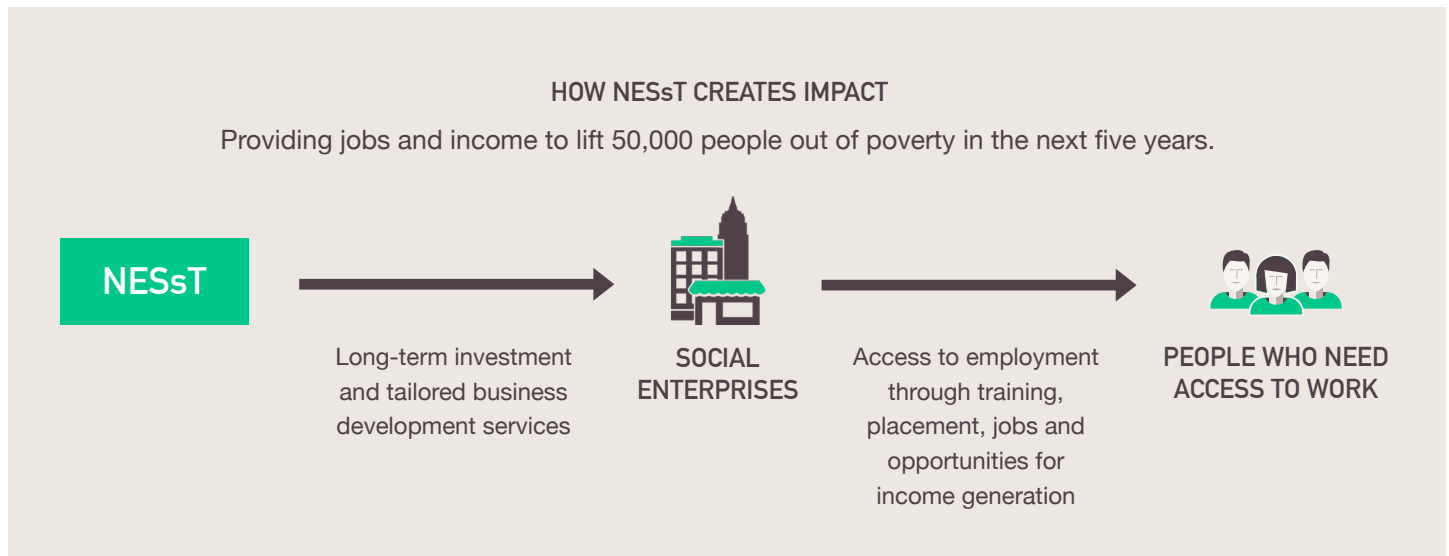 HOW NESsT CREATES IMPACT
Providing jobs and income to lift 50,000 people out of poverty in the next five years.
NESsT
Long-term investment
and tailored business
development services
SOCIAL
ENTERPRISES
Access to employment
through training,
placement, jobs and
opportunities for
income generation
PEOPLE WHO NEED
ACCESS TO WORK